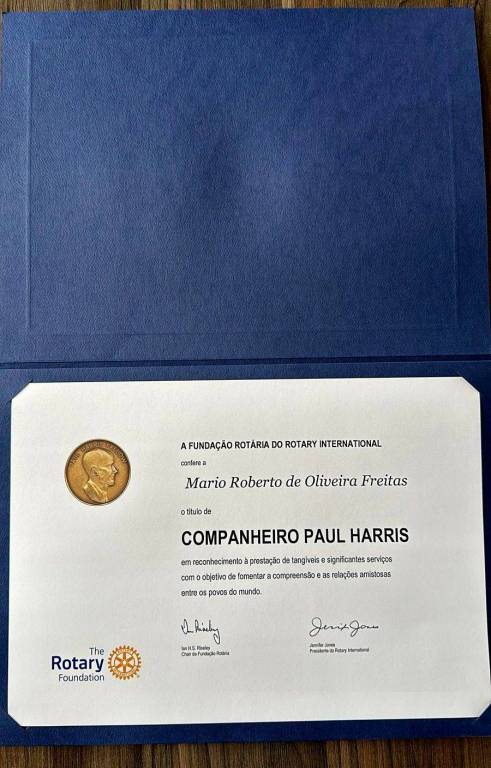 A FUNDAÇÃO ROTÁRIA DO ROTARY INTERNATIONAL
confere a
Mario Roberto de Oliveira Freitas
o título de
COMPANHEIRO PAUL HARRIS
em reconhecimento à prestação de tangíveis e significantes serviços
com o objetivo de fomentar a compreensão e as relações amistosas
entre os povos do mundo.
Ian H.S. Riseley
Chair da Fundação Rotária
Jennifer Jones
Presidente do Rotary International
The
Rotary
Foundation